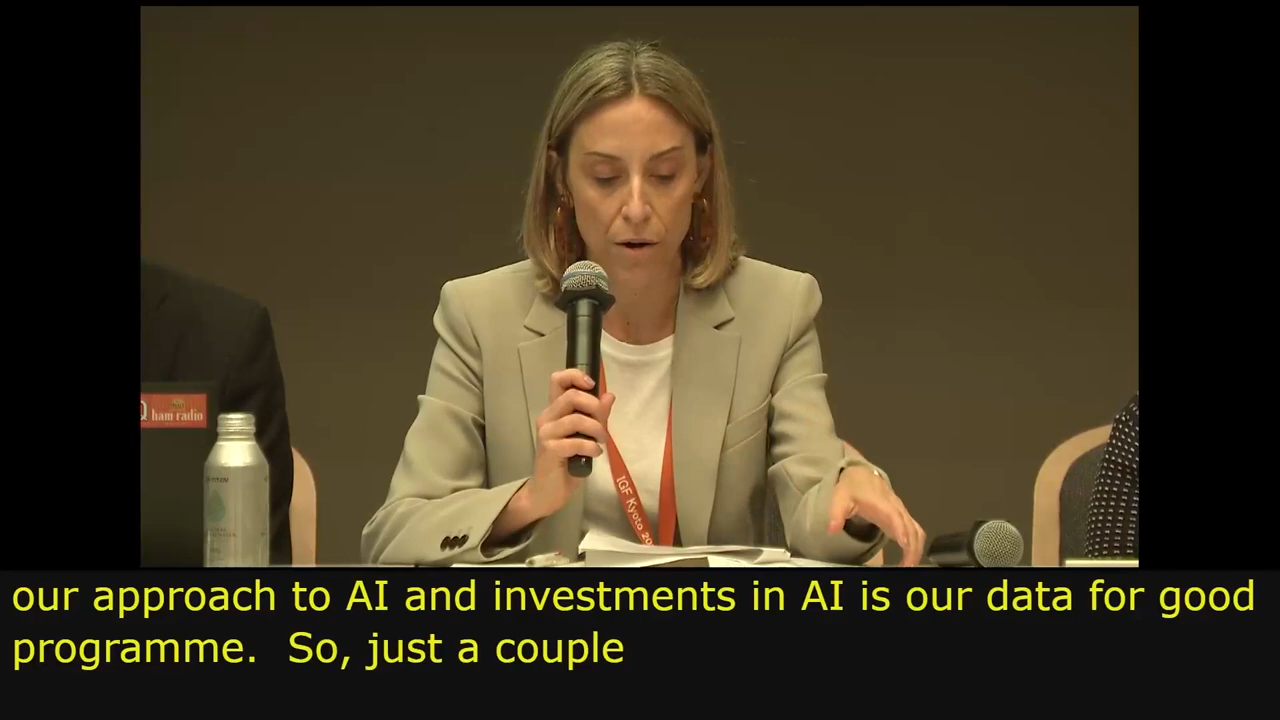 ham radio
IGF Kyoto 20
our approach to AI and investments in AI is our data for good
programme.  So, just a couple